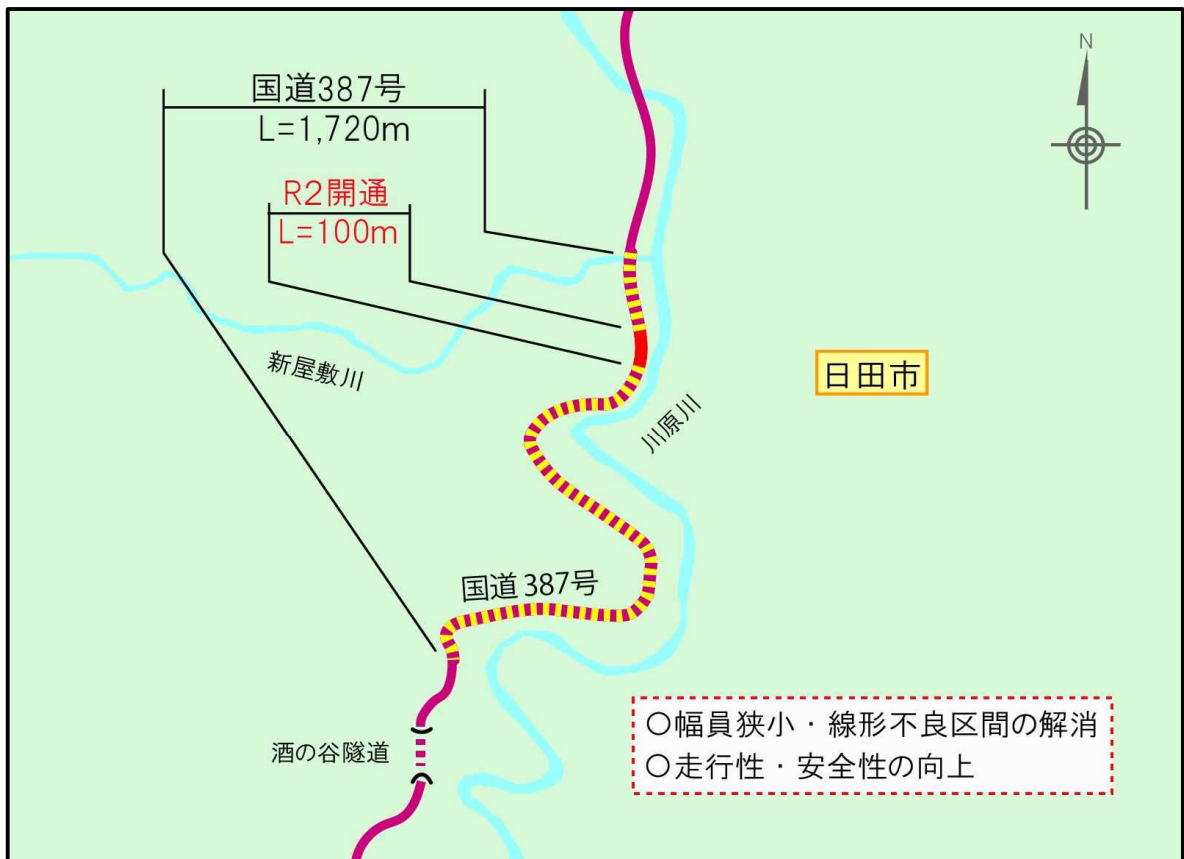 N
国道387号
L=1,720m
R2開通
L=100m
新屋敷川
日田市
川原川
国道387号
酒の谷隧道
○幅員狭小・線形不良区間の解消
○走行性・安全性の向上